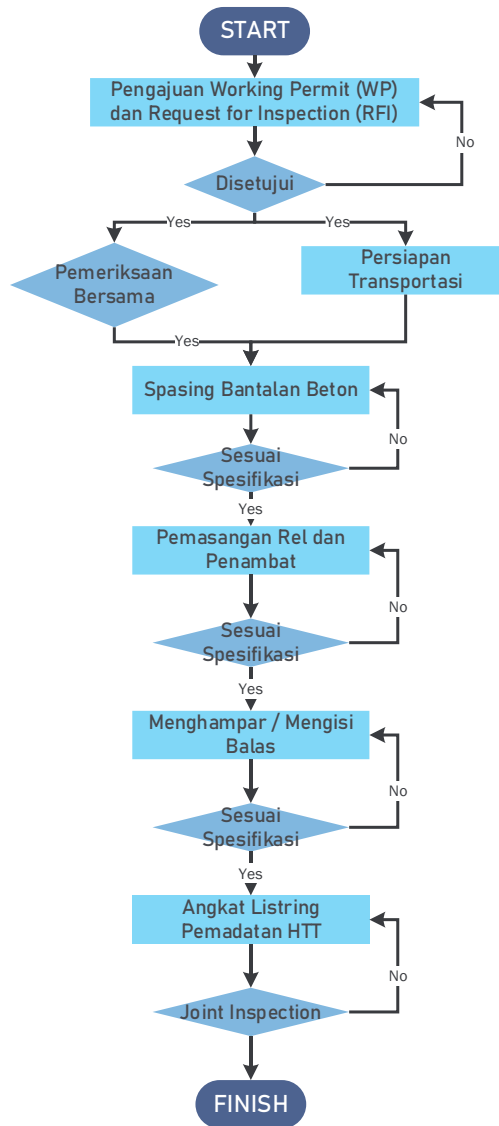 START
Pengajuan Working Permit (WP)
dan Request for Inspection (RFI)
No
Disetujui
Yes
Yes
Pemeriksaan
Bersama
Persiapan
Transportasi
Yes
Spasing Bantalan Beton
No
Sesuai
Spesifikasi
Yes
Pemasangan Rel dan
Penambat
No
Sesuai
Spesifikasi
Yes
Menghampar / Mengisi
Balas
No
Sesuai
Spesifikasi
Yes
Angkat Listring
Pemadatan HTT
No
Joint Inspection
FINISH